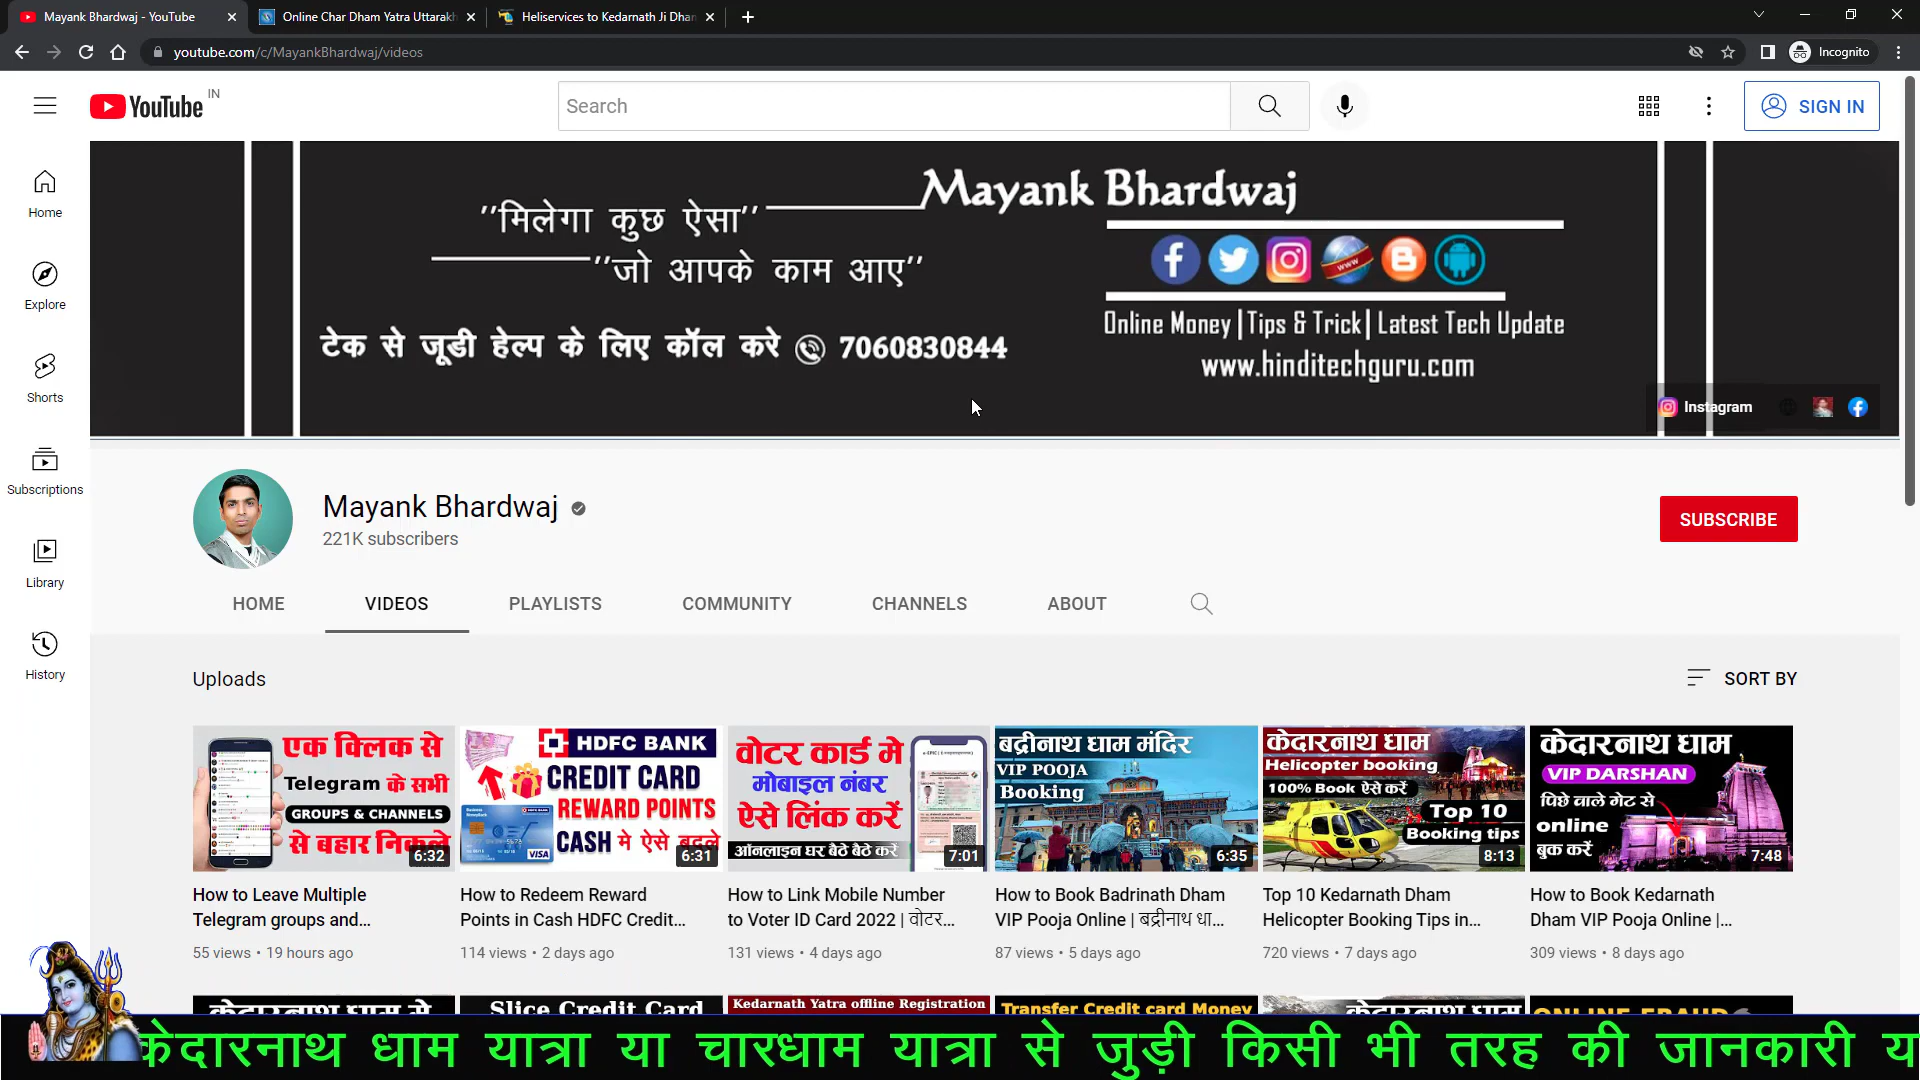 Mayank Bhardwaj - YouTube
Online Char Dham Yatra Uttarakh
Heliservices to Kedarnath Ji Dhan
youtube.com/c/MayankBhardwaj/videos
Incognito
YouTube IN
Search
SIGN IN
Home
Explore
Shorts
Subscriptions
Library
History
Mayank Bhardwaj
"मिलेगा कुछ ऐसा"
"जो आपके काम आए"
टेक से जूडी हेल्प के लिए कॉल करे 7060830844
WWW
Online Money | Tips & Trick | Latest Tech Update
www.hinditechguru.com
Instagram
Mayank Bhardwaj
221K subscribers
SUBSCRIBE
HOME
VIDEOS
PLAYLISTS
COMMUNITY
CHANNELS
ABOUT
Uploads
SORT BY
एक क्लिक से
Telegram के सभी
GROUPS & CHANNELS
से बहार निकले
6:32
How to Leave Multiple
Telegram groups and...
55 views • 19 hours ago
HDFC BANK
CREDIT CARD
REWARD POINTS
CASH मे ऐसे बदले
VISA
6:31
How to Redeem Reward
Points in Cash HDFC Credit...
114 views • 2 days ago
वोटर कार्ड मे
मोबाइल नंबर
ऐसे लिंक करें
ऑनलाइन घर बैठे बैठे करें
7:01
How to Link Mobile Number
to Voter ID Card 2022 | वोटर...
131 views • 4 days ago
बद्रीनाथ धाम मंदिर
VIP POOJA
Booking
6:35
How to Book Badrinath Dham
VIP Pooja Online | बद्रीनाथ धा...
87 views • 5 days ago
केदारनाथ धाम
Helicopter booking
100% Book ऐसे करें
Top 10
Booking tips
8:13
Top 10 Kedarnath Dham
Helicopter Booking Tips in...
720 views • 7 days ago
केदारनाथ धाम
VIP DARSHAN
पिछे वाले गेट से
online
बुक करें
7:48
How to Book Kedarnath
Dham VIP Pooja Online |...
309 views • 8 days ago
केदारनाथ धाम मे
Slice Credit Card
Kedarnath Yatra offline Registration
Transfer Credit card Money
केदारनाथ धाम
ONLINE FRAUD
केदारनाथ धाम यात्रा या चारधाम यात्रा से जुड़ी किसी भी तरह की जानकारी य